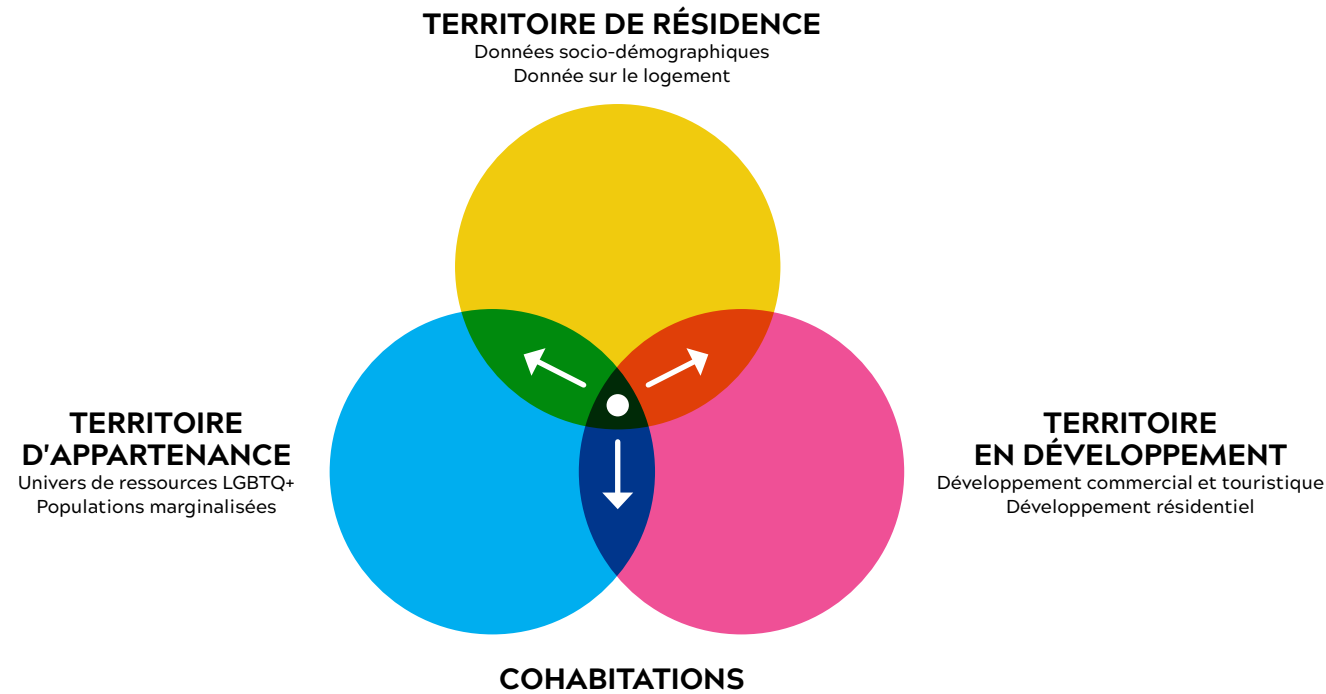 TERRITOIRE DE RÉSIDENCE
Données socio-démographiques
Donnée sur le logement
TERRITOIRE
D'APPARTENANCE
Univers de ressources LGBTQ+
Populations marginalisées
TERRITOIRE
EN DÉVELOPPEMENT
Développement commercial et touristique
Développement résidentiel
COHABITATIONS